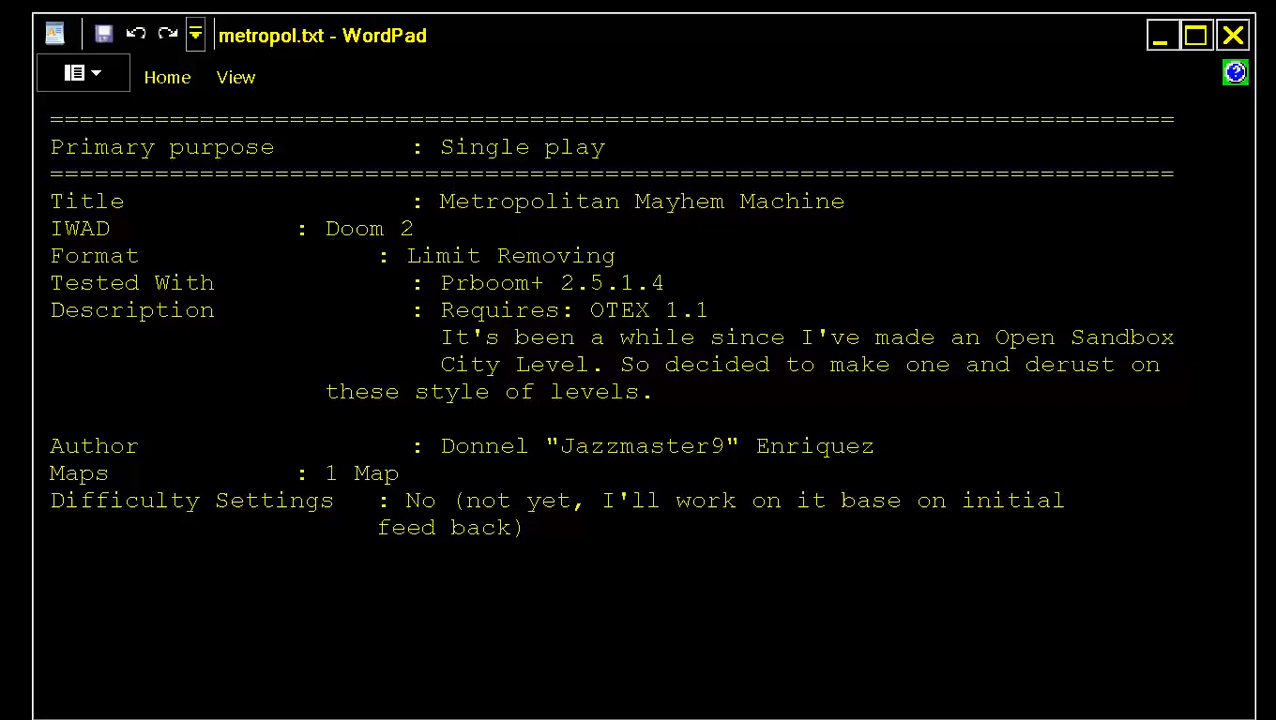 metropol.txt - WordPad
Home View
===========================================================================
Primary purpose : Single play
===========================================================================
Title : Metropolitan Mayhem Machine
IWAD : Doom 2
Format : Limit Removing
Tested With : Prboom+ 2.5.1.4
Description : Requires: OTEX 1.1
It's been a while since I've made an Open Sandbox
City Level. So decided to make one and derust on
these style of levels.
Author : Donnel "Jazzmaster9" Enriquez
Maps : 1 Map
Difficulty Settings : No (not yet, I'll work on it base on initial
feed back)